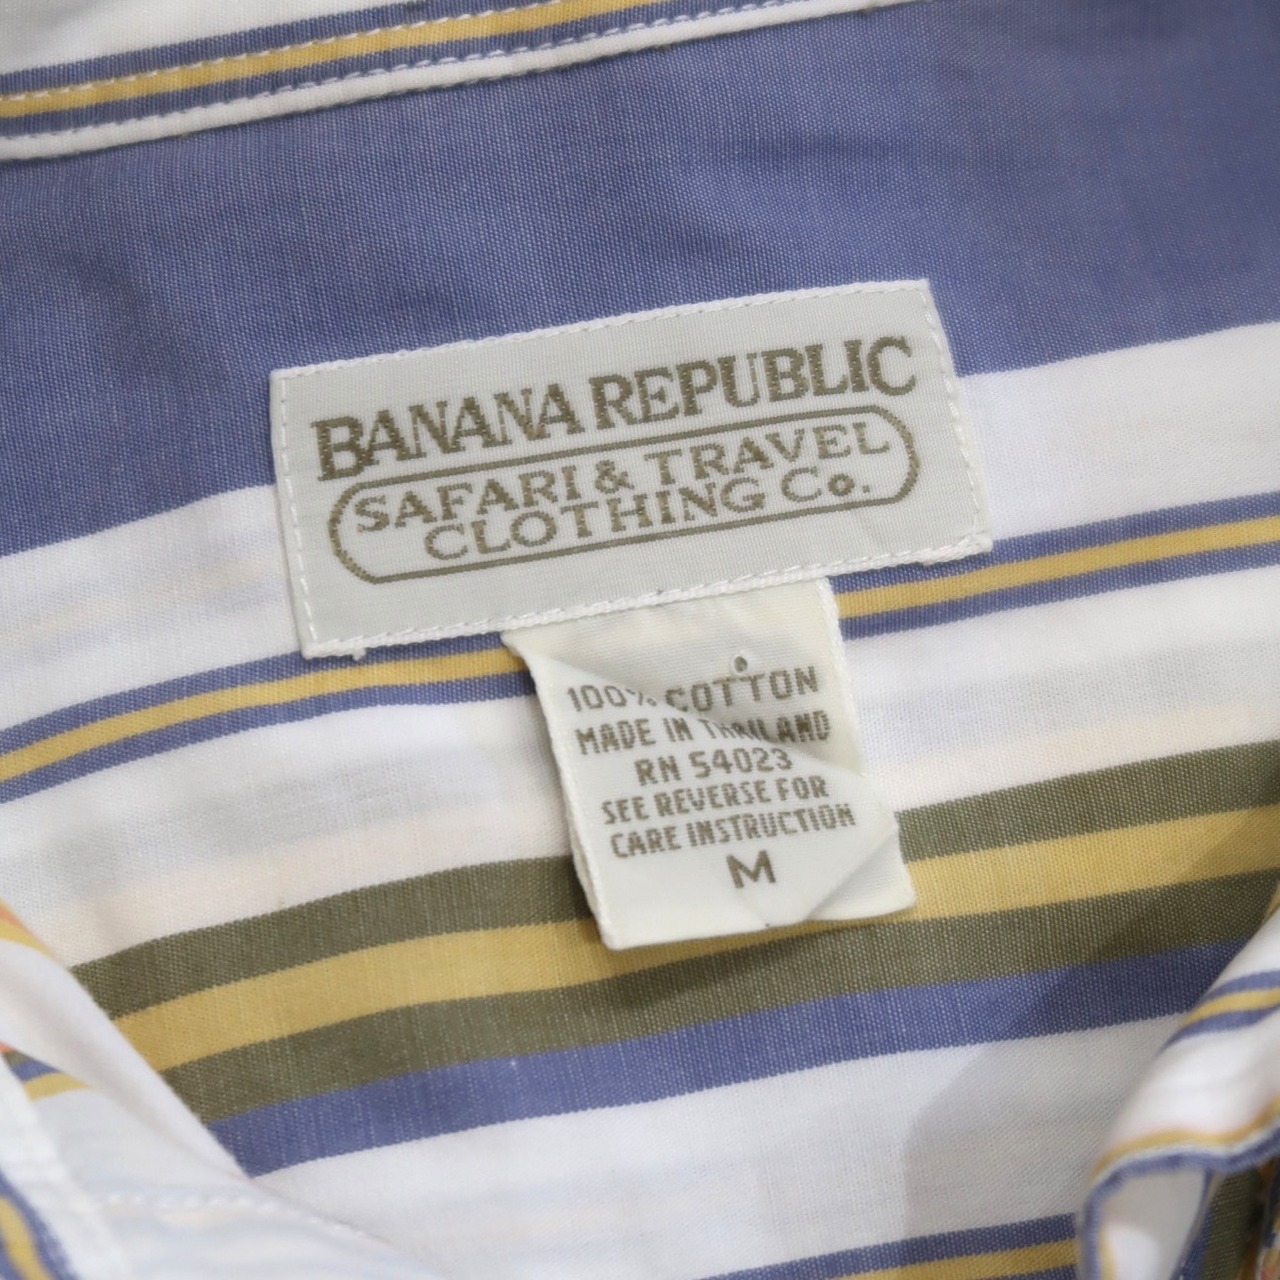 BANANA REPUBLIC
SAFARI & TRAVEL
CLOTHING Co.
100% COTTON
MADE IN THAILAND
RN 54023
SEE REVERSE FOR
CARE INSTRUCTION
M